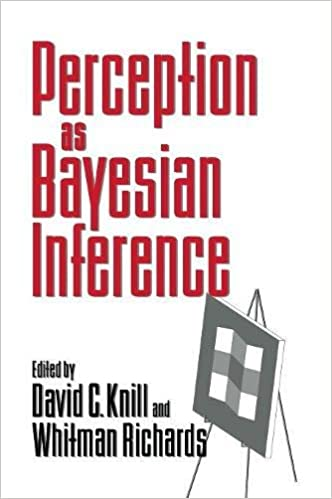 Perception
as
Bayesian
Inference
Edited by
David C. Knill and
Whitman Richards